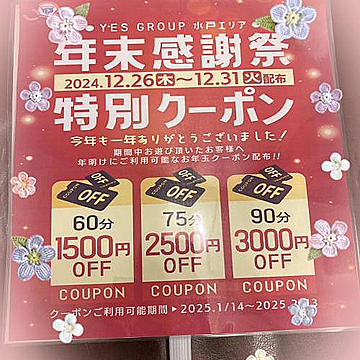 YES GROUP 水戸エリア
年末感謝祭
2024.12.26木〜12.31火配布
特別クーポン
今年も一年ありがとうございました!
期間中お遊び頂いたお客様へ
年明けにご利用可能なお年玉クーポン配布!!
OFF OFF OFF
COUPON COUPON COUPON
60分 75分 90分
1500円 2500円 3000円
OFF OFF OFF
COUPON COUPON COUPON
クーポンご利用可能期間▶2025.1/14〜2025.